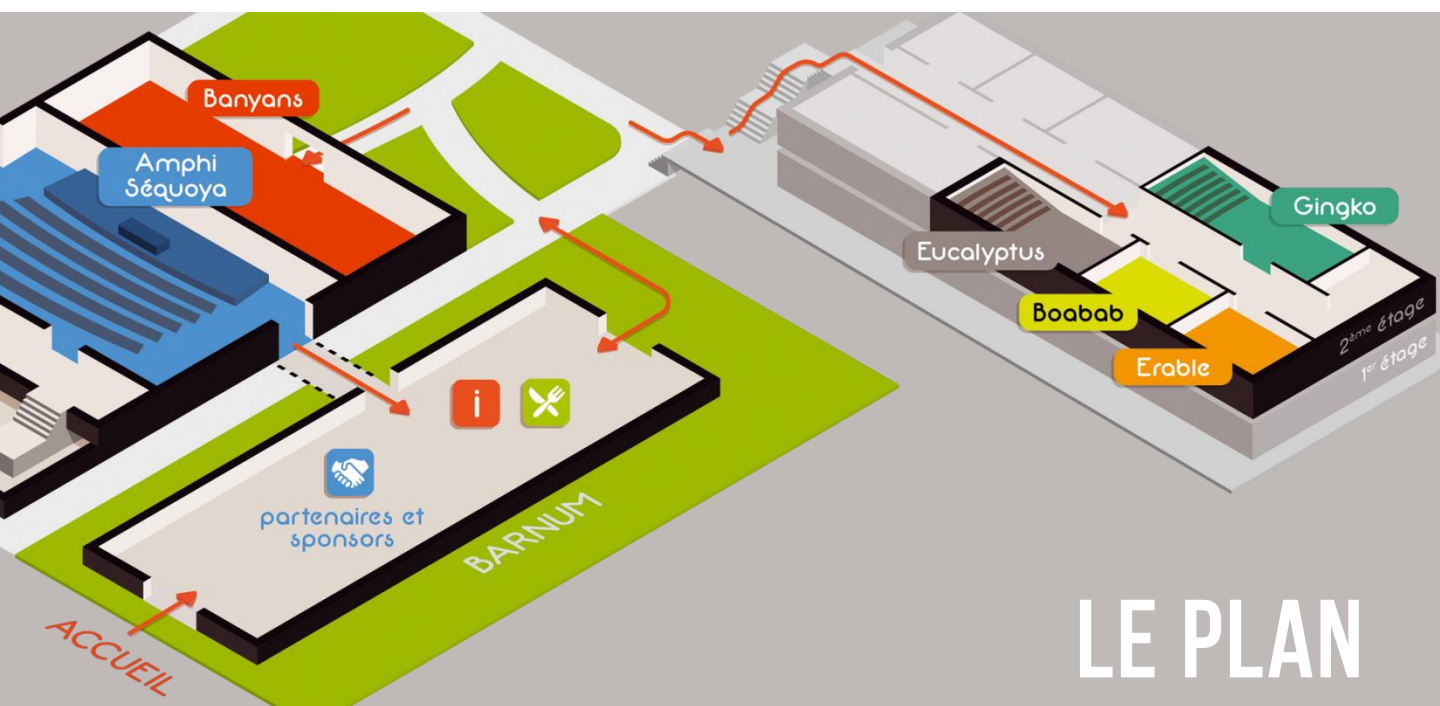 Banyans
Amphi
Séquoya
Gingko
Eucalyptus
Boabab
Erable
2ème étage
1er étage
i
partenaires et
sponsors
BARNUM
ACCUEIL
LE PLAN